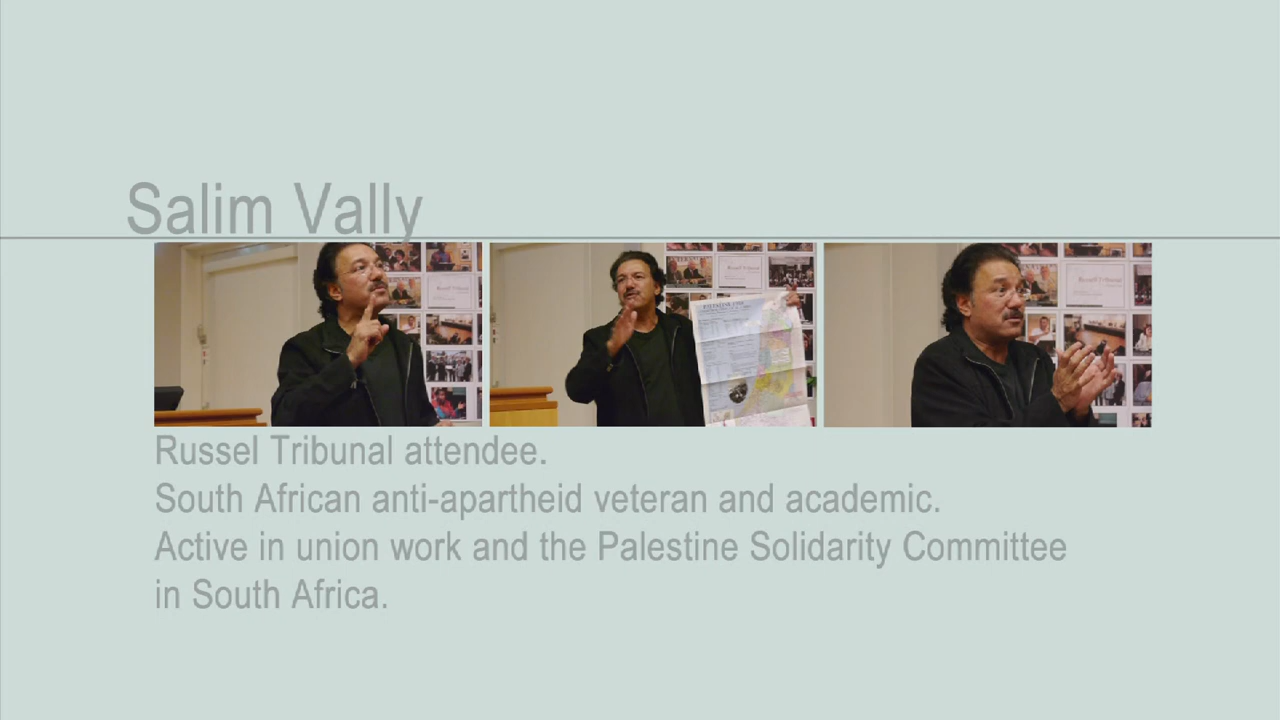 Salim Vally
Russel Tribunal attendee.
South African anti-apartheid veteran and academic.
Active in union work and the Palestine Solidarity Committee
in South Africa.